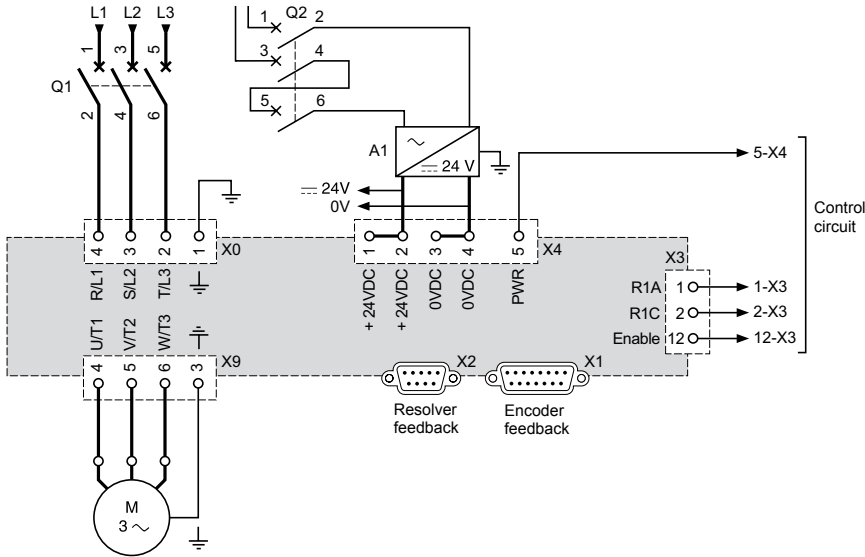 L1 L2 L3
1 3 5
Q1
2 4 6
Q2
1 2
3 4
5 6
A1
24 V
24V
0V
5-X4
Control
circuit
4 3 2 1 X0
R/L1 S/L2 T/L3
1 2 3 4 5 X4
+24VDC +24VDC 0VDC 0VDC PWR
X3
R1A 1 1-X3
R1C 2 2-X3
Enable 12 12-X3
U/T1 V/T2 W/T3
4 5 6 3 X9
X2 X1
Resolver
feedback
Encoder
feedback
M
3